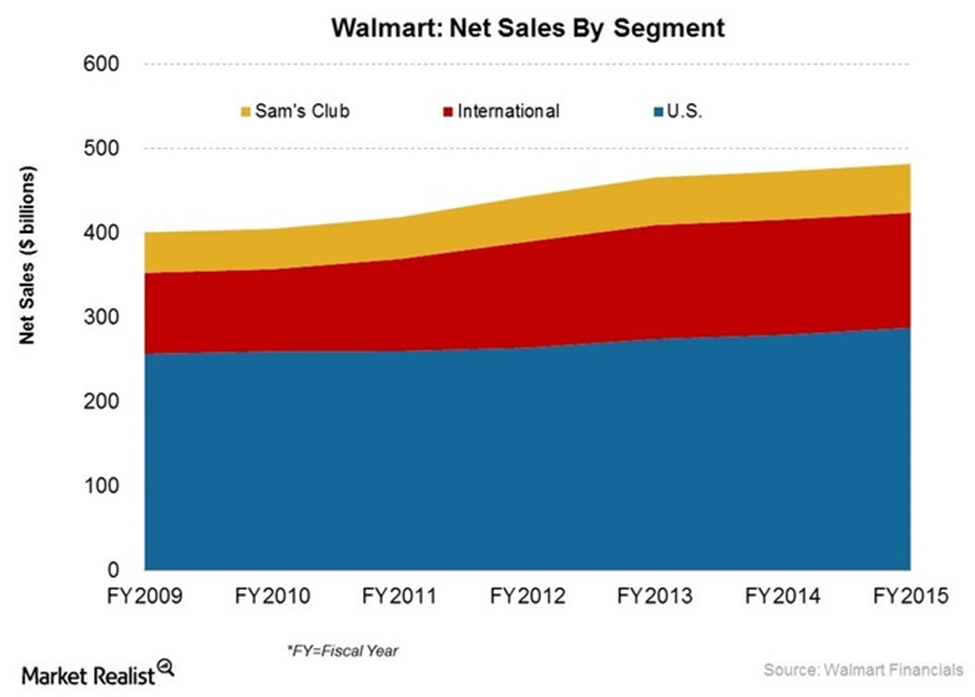 Walmart: Net Sales By Segment
600
Sam's Club International U.S.
500
400
300
200
100
0
Net Sales ($ billions)
FY2009 FY2010 FY2011 FY2012 FY2013 FY2014 FY2015
*FY=Fiscal Year
Market Realist
Source: Walmart Financials